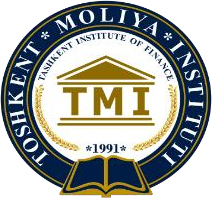 TOSHKENT * MOLIYA * INSTITUTI
TASHKENT INSTITUTE OF FINANCE
TMI
*1991*